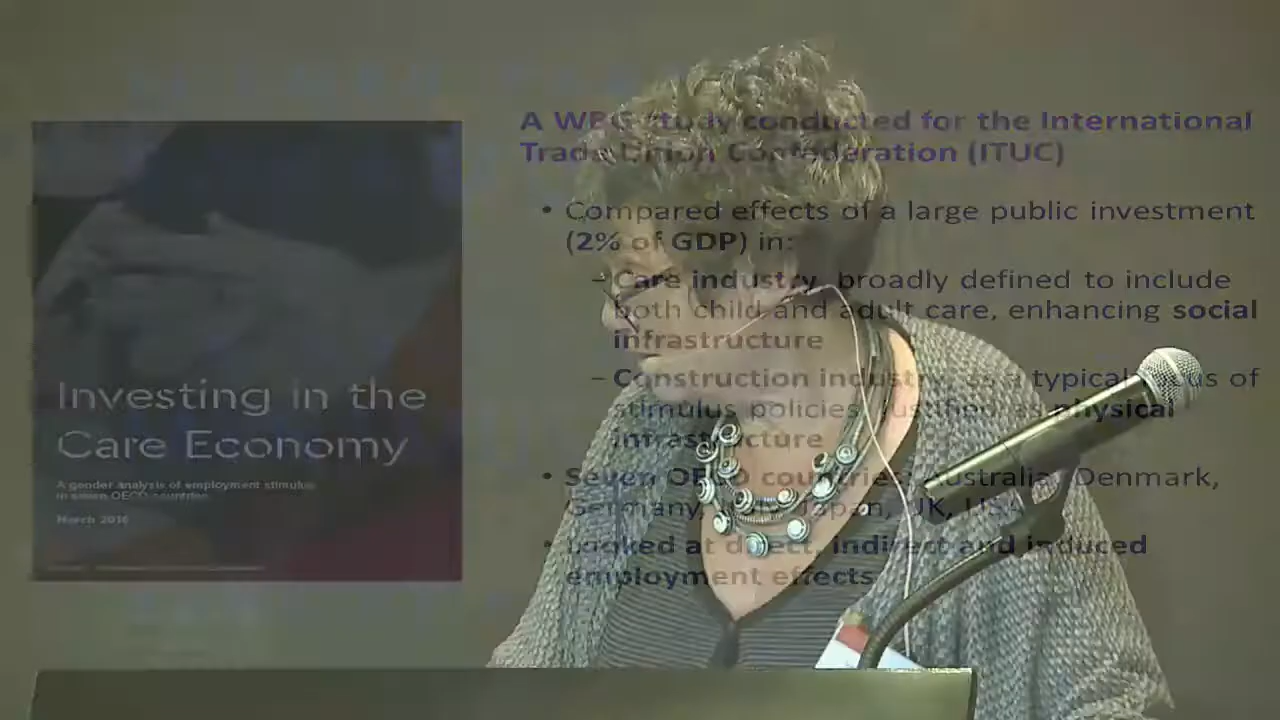 Investing in the
Care Economy
A gender analysis of employment stimulus
in seven OECD countries
March 2016
A WBG study conducted for the International
Trade Union Confederation (ITUC)
• Compared effects of a large public investment
(2% of GDP) in:
– Care industry, broadly defined to include
both child and adult care, enhancing social
infrastructure
– Construction industry, as a typical focus of
stimulus policies justified as physical
infrastructure
• Seven OECD countries: Australia, Denmark,
Germany, Japan, UK, USA
• Looked at direct, indirect and induced
employment effects